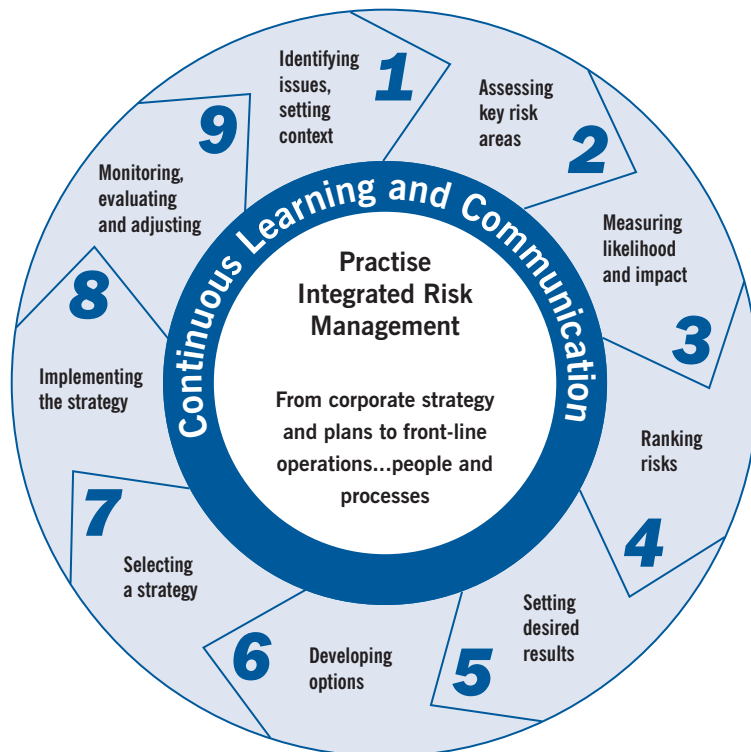 Identifying
issues,
setting
context
1
Assessing
key risk
areas
2
Measuring
likelihood
and impact
3
Ranking
risks
4
Setting
desired
results
5
Developing
options
6
Selecting
a strategy
7
Implementing
the strategy
8
Monitoring,
evaluating
and adjusting
9
Continuous Learning and Communication
Practise
Integrated Risk
Management
From corporate strategy
and plans to front-line
operations...people and
processes